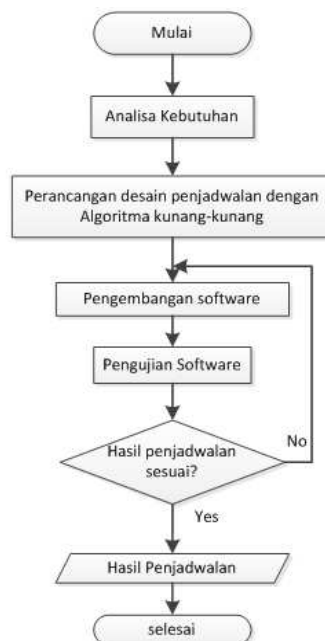 Mulai
Analisa Kebutuhan
Perancangan desain penjadwalan dengan
Algoritma kunang-kunang
Pengembangan software
Pengujian Software
Hasil penjadwalan
sesuai?
No
Yes
Hasil Penjadwalan
selesai